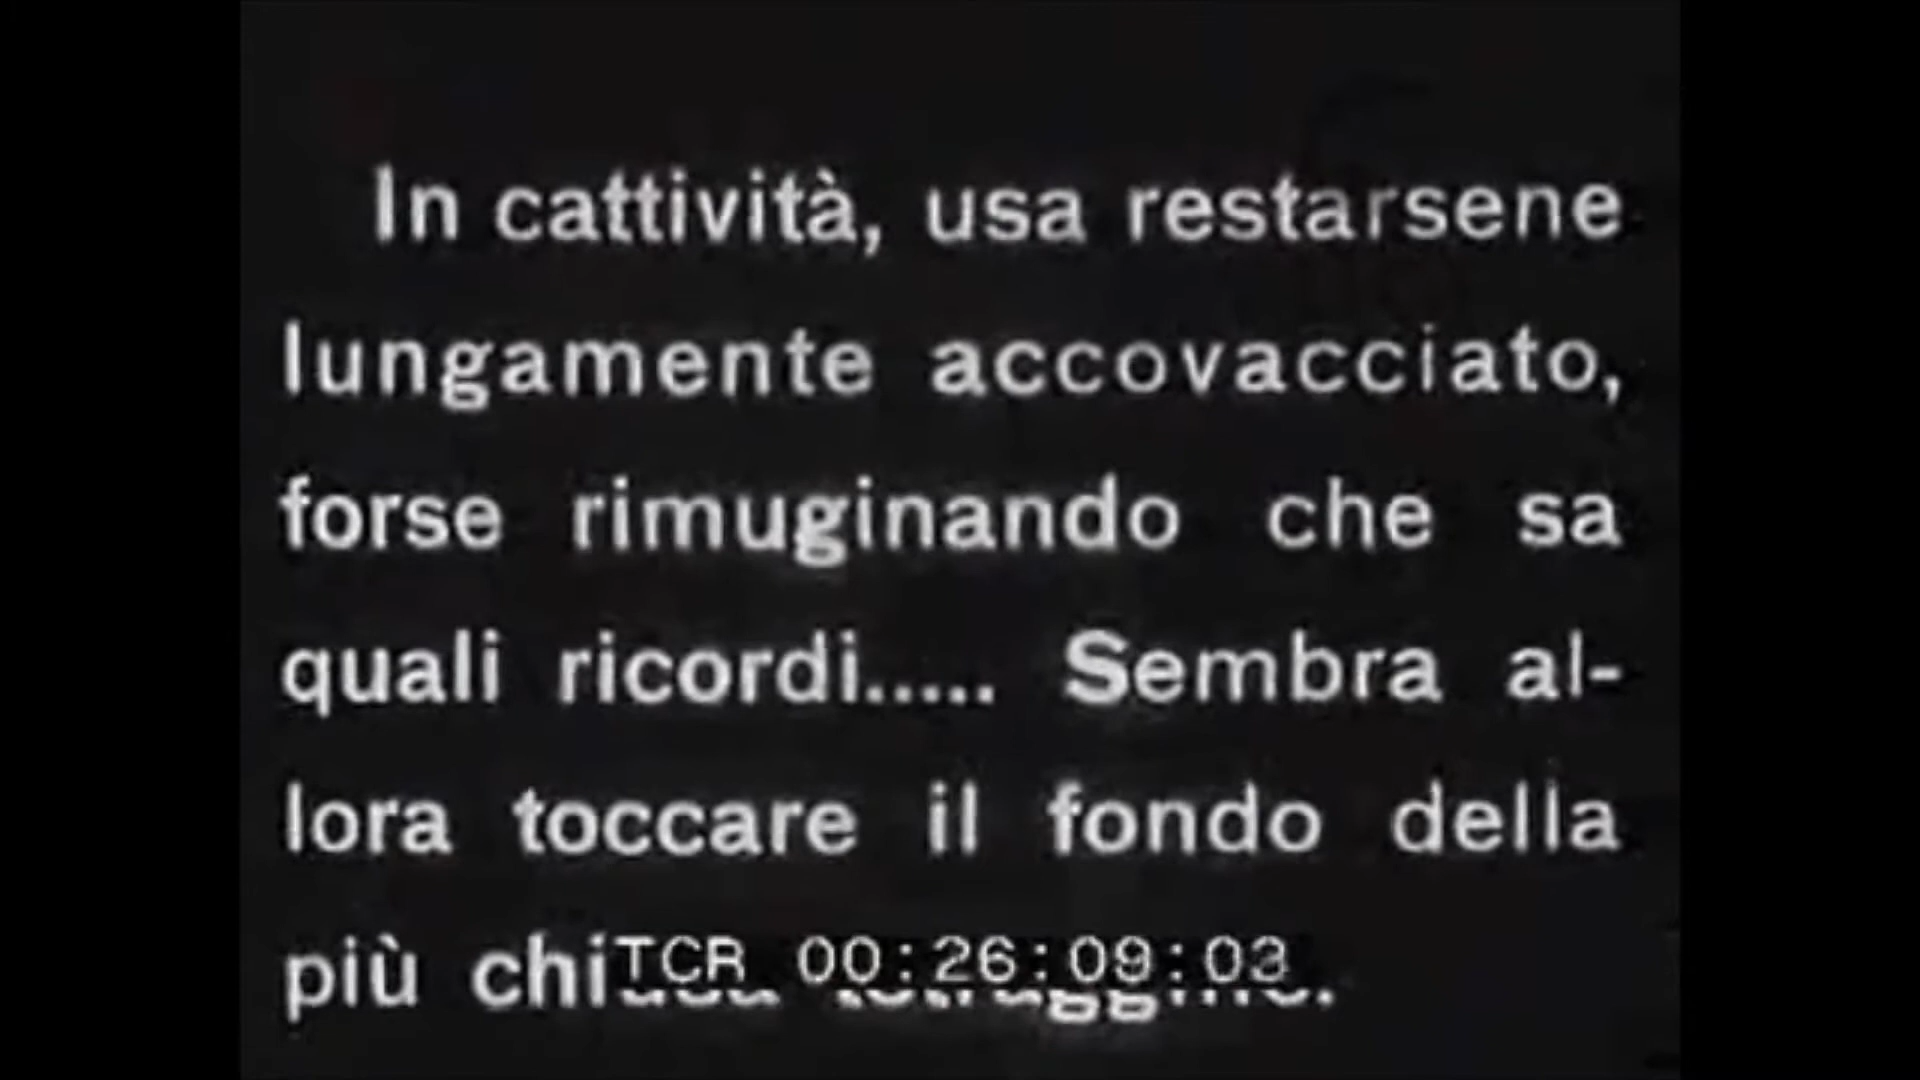 In cattività, usa restarsene
lungamente accovacciato,
forse rimuginando che sa
quali ricordi..... Sembra al-
lora toccare il fondo della
più
TCR 00:26:09:03